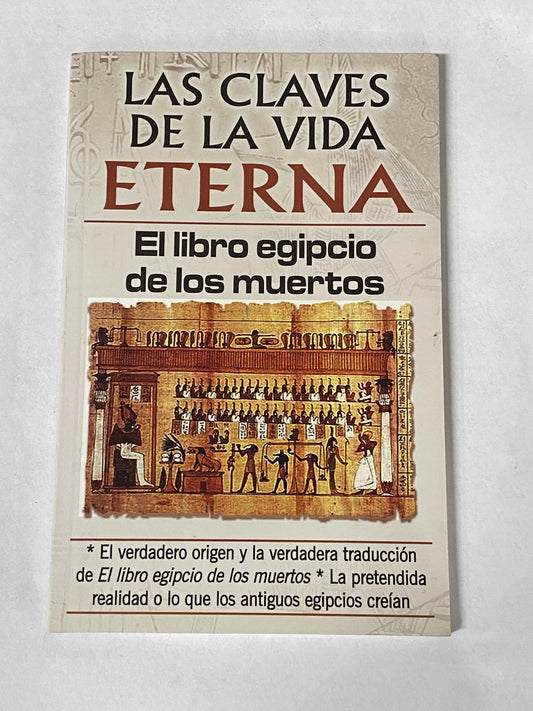 LAS CLAVES
DE LA VIDA
ETERNA
El libro egipcio
de los muertos
* El verdadero origen y la verdadera traducción
de El libro egipcio de los muertos * La pretendida
realidad o lo que los antiguos egipcios creían